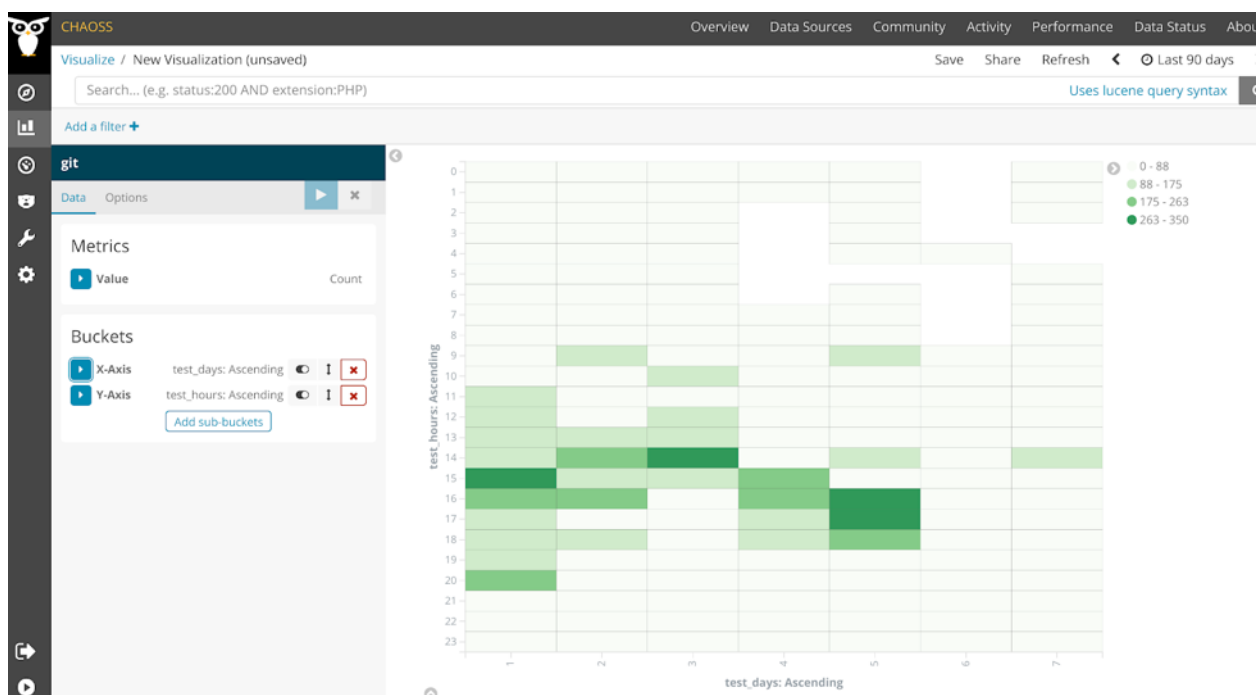 CHAOSS Overview Data Sources Community Activity Performance Data Status
Visualize / New Visualization (unsaved) Save Share Refresh Last 90 days
Search... (e.g. status:200 AND extension:PHP) Uses lucene query syntax
Add a filter +
git
Data Options
Metrics
Value Count
Buckets
X-Axis test_days: Ascending
Y-Axis test_hours: Ascending
Add sub-buckets
test_hours: Ascending
0
1
2
3
4
5
6
7
8
9
10
11
12
13
14
15
16
17
18
19
20
21
22
23
1 2 3 4 5 6 7
test_days: Ascending
0 - 88
88 - 175
175 - 263
263 - 350